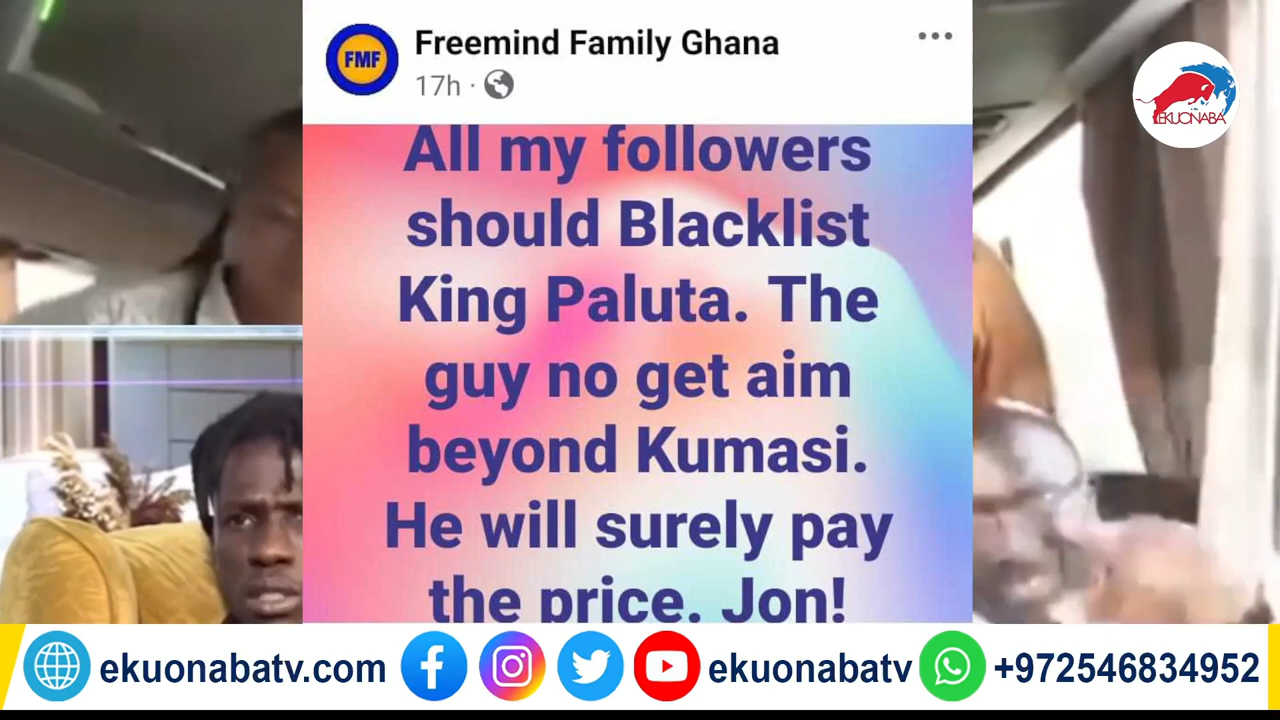 FMF
Freemind Family Ghana
17h ·
EKUONABA
All my followers
should Blacklist
King Paluta. The
guy no get aim
beyond Kumasi.
He will surely pay
the price. Jon!
ekuonabatv.com
ekuonabatv
+972546834952